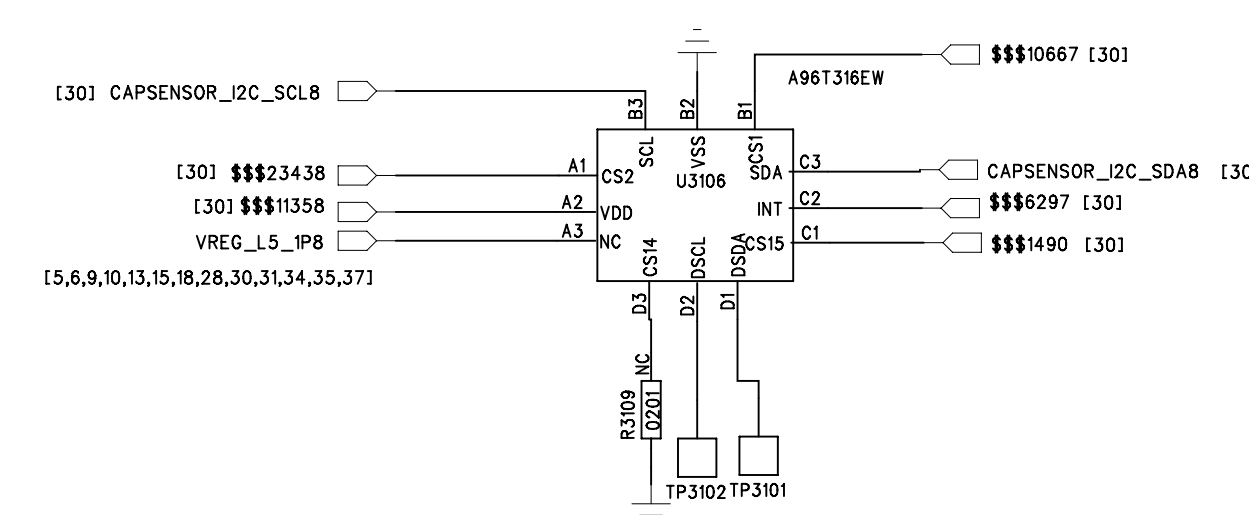 $$$10667 [30]
A96T316EW
[30] CAPSENSOR_I2C_SCL8
B3
B2
B1
SCL
VSS
CS1
U3106
[30] $$$23438
A1
CS2
SDA
C3
CAPSENSOR_I2C_SDA8 [30
[30] $$$11358
A2
VDD
INT
C2
$$$6297 [30]
VREG_L5_1P8
A3
NC
CS15
C1
$$$1490 [30]
[5,6,9,10,13,15,18,28,30,31,34,35,37]
CS14
DSCL
DSDA
D3
D2
D1
NC
R3109
0201
TP3102
TP3101